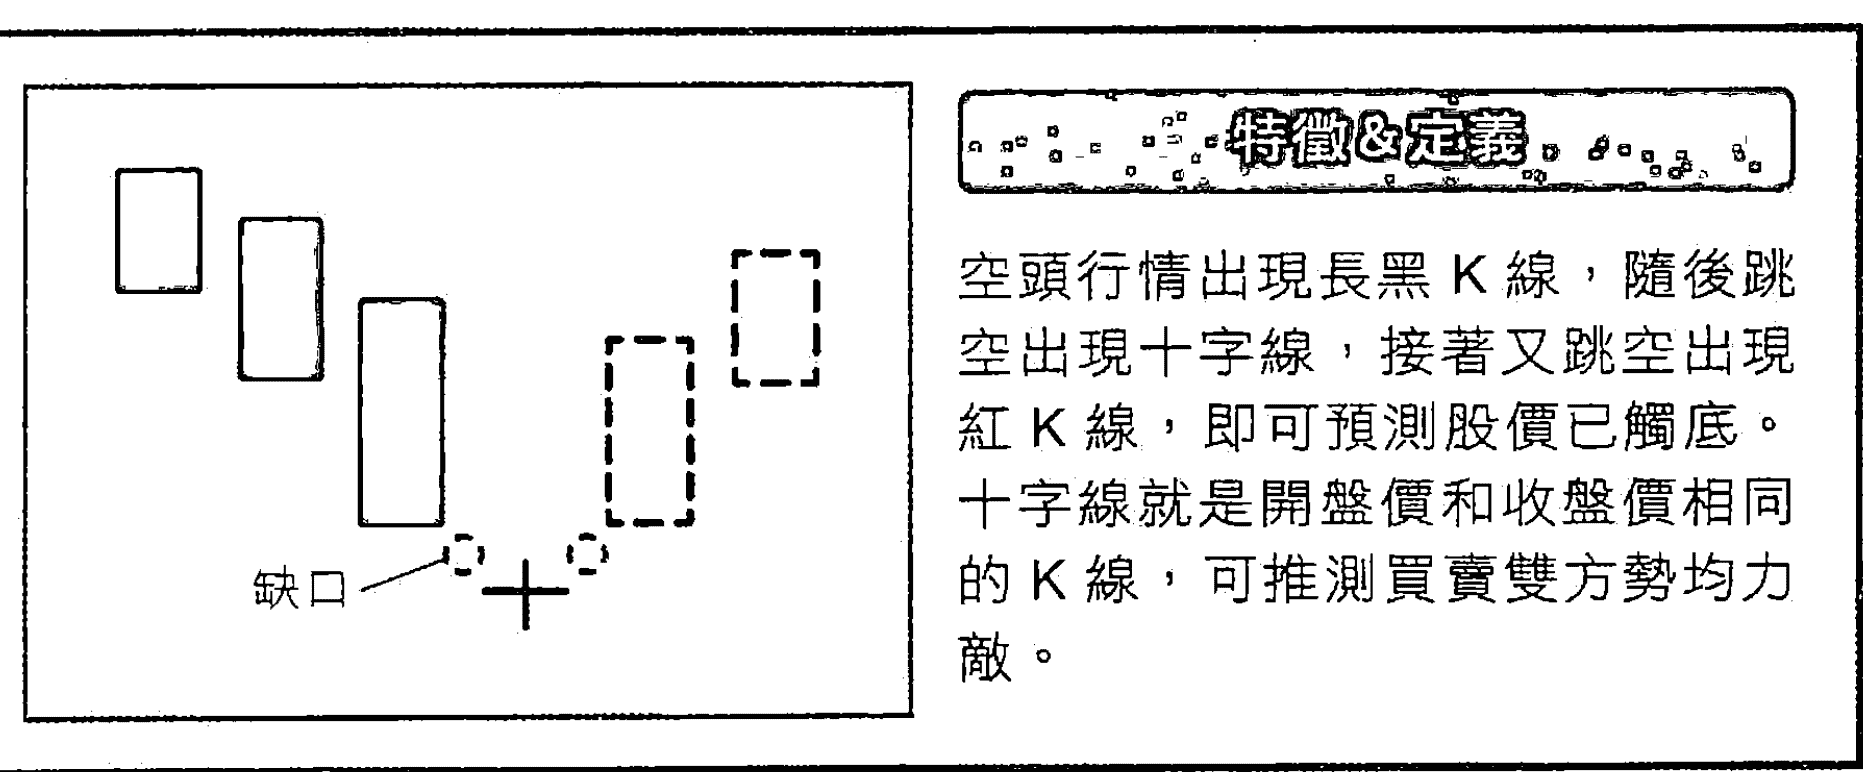 特徵&定義
空頭行情出現長黑 K 線，隨後跳
空出現十字線，接著又跳空出現
紅 K 線，即可預測股價已觸底。
十字線就是開盤價和收盤價相同
的 K 線，可推測買賣雙方勢均力
敵。
缺口